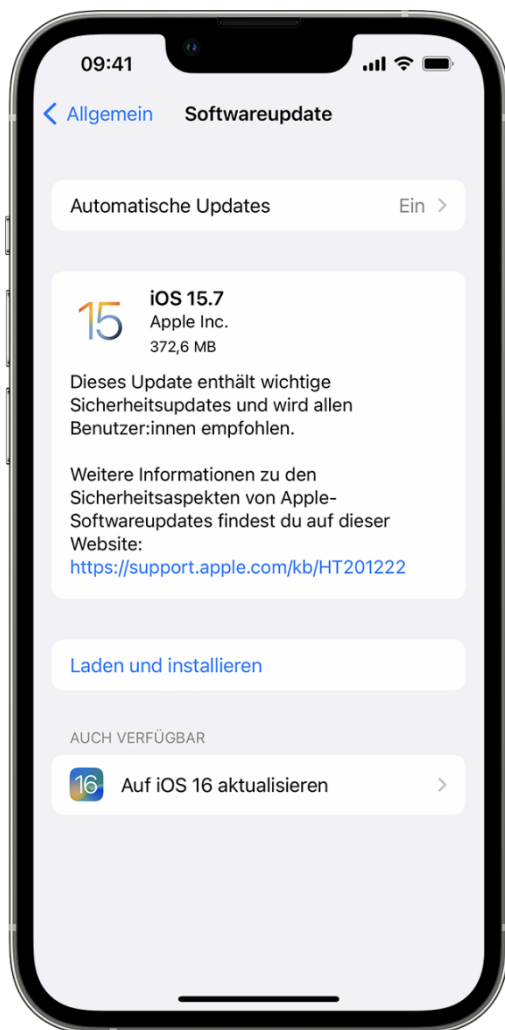 09:41
Allgemein Softwareupdate
Automatische Updates Ein
15
iOS 15.7
Apple Inc.
372,6 MB
Dieses Update enthält wichtige
Sicherheitsupdates und wird allen
Benutzer:innen empfohlen.
Weitere Informationen zu den
Sicherheitsaspekten von Apple-
Softwareupdates findest du auf dieser
Website:
https://support.apple.com/kb/HT201222
Laden und installieren
AUCH VERFÜGBAR
16 Auf iOS 16 aktualisieren